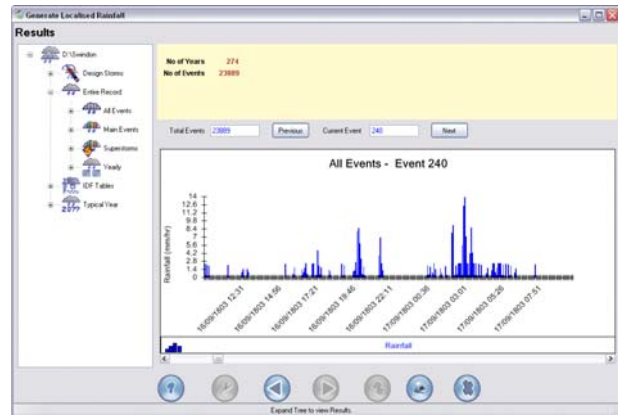 Generate Localised Rainfall
Results
D:\Swindon
Design Storms
Entire Record
All Events
Main Events
Superstorms
Yearly
IDF Tables
Typical Year
No of Years 274
No of Events 23889
Total Events 23889 Previous Current Event 240 Next
All Events - Event 240
Rainfall (mm/hr)
14
12.6
11.2
9.8
8.4
7
5.6
4.2
2.8
1.4
0
16/09/1803 12:31
16/09/1803 14:56
16/09/1803 17:21
16/09/1803 19:46
16/09/1803 22:11
17/09/1803 00:36
17/09/1803 03:01
17/09/1803 05:26
17/09/1803 07:51
Rainfall
Expand Tree to view Results.